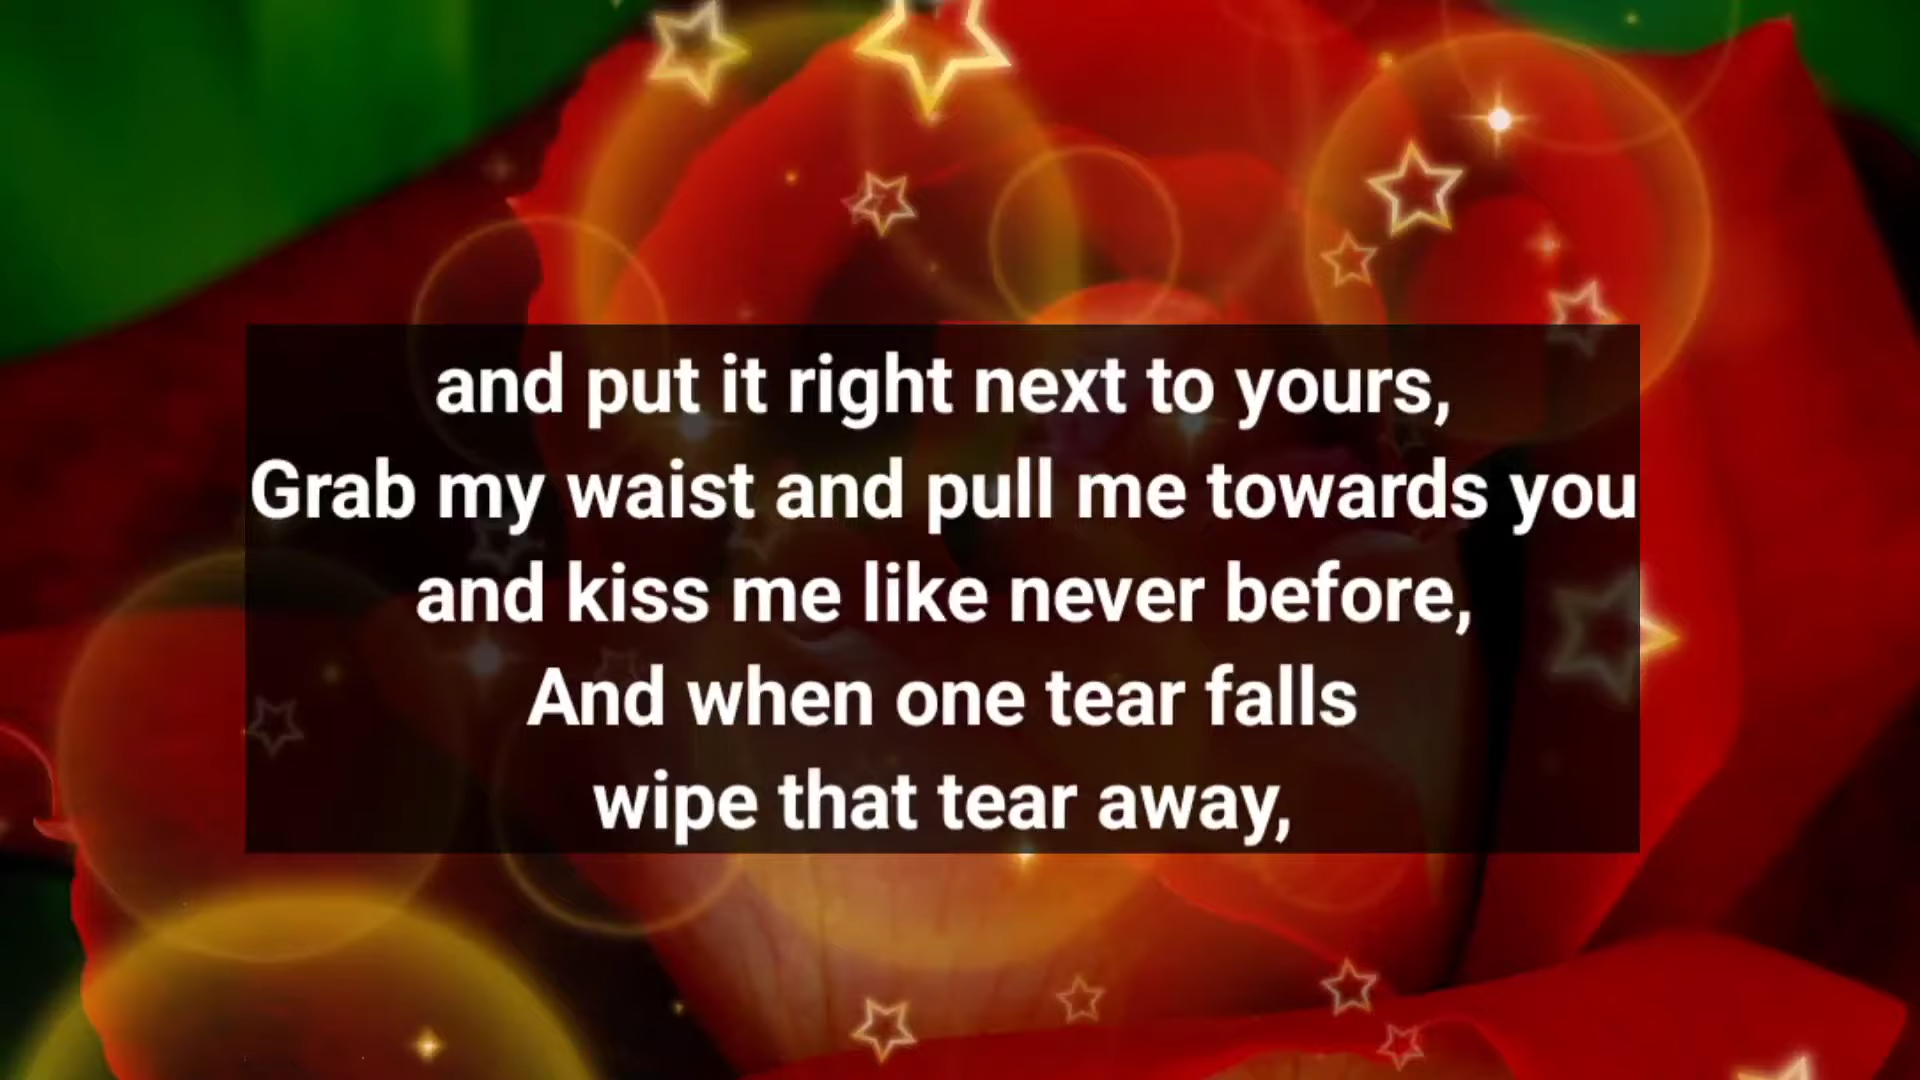 and put it right next to yours,
Grab my waist and pull me towards you
and kiss me like never before,
And when one tear falls
wipe that tear away,